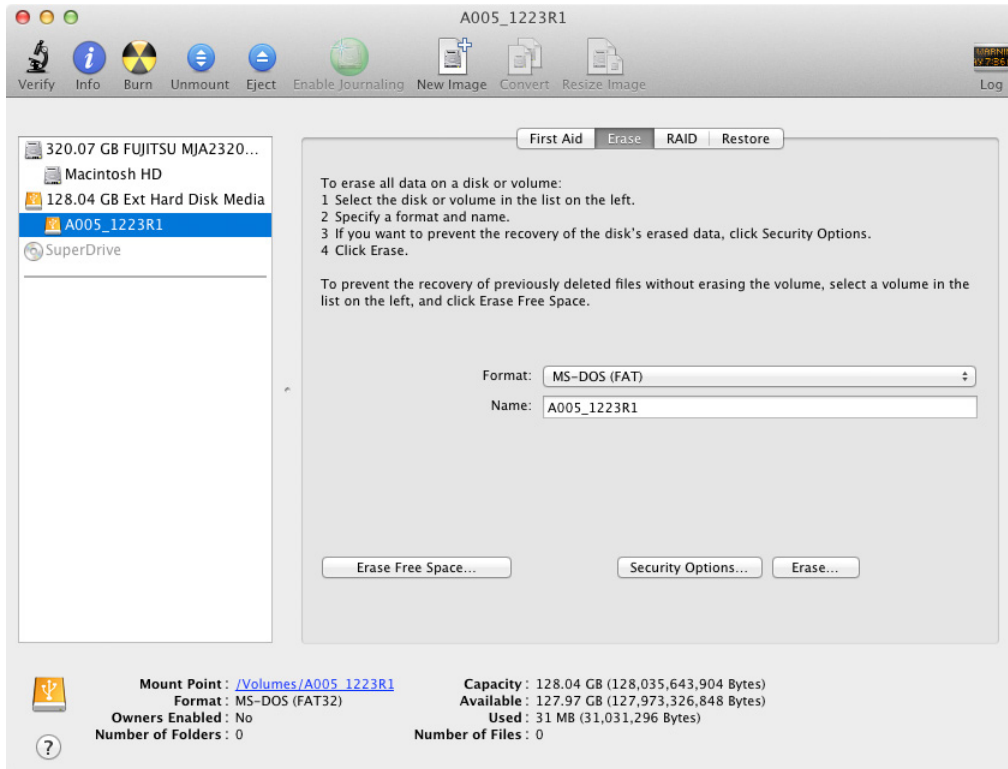 A005_1223R1
Verify Info Burn Unmount Eject Enable Journaling New Image Convert Resize Image Log
320.07 GB FUJITSU MJA2320...
Macintosh HD
128.04 GB Ext Hard Disk Media
A005_1223R1
SuperDrive
First Aid Erase RAID Restore
To erase all data on a disk or volume:
1 Select the disk or volume in the list on the left.
2 Specify a format and name.
3 If you want to prevent the recovery of the disk's erased data, click Security Options.
4 Click Erase.
To prevent the recovery of previously deleted files without erasing the volume, select a volume in the
list on the left, and click Erase Free Space.
Format: MS-DOS (FAT)
Name: A005_1223R1
Erase Free Space... Security Options... Erase...
Mount Point : /Volumes/A005_1223R1
Format : MS-DOS (FAT32)
Owners Enabled : No
Number of Folders : 0
Capacity : 128.04 GB (128,035,643,904 Bytes)
Available : 127.97 GB (127,973,326,848 Bytes)
Used : 31 MB (31,031,296 Bytes)
Number of Files : 0
?